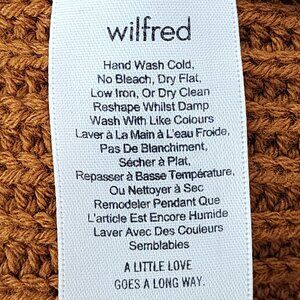 wilfred
Hand Wash Cold,
No Bleach, Dry Flat,
Low Iron, Or Dry Clean
Reshape Whilst Damp
Wash With Like Colours
Laver à La Main à L'eau Froide,
Pas De Blanchiment,
Sécher à Plat,
Repasser à Basse Température,
Ou Nettoyer à Sec
Remodeler Pendant Que
L'article Est Encore Humide
Laver Avec Des Couleurs
Semblables
A LITTLE LOVE
GOES A LONG WAY.